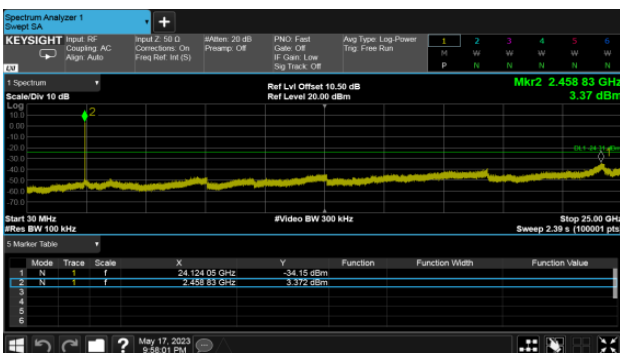 Spectrum Analyzer 1
Swept SA
+
KEYSIGHT Input: RF Input Z: 50 Ω #Atten: 20 dB PNO: Fast Avg Type: Log-Power 1 2 3 4 5 6
Coupling: AC Corrections: On Preamp: Off Gate: Off Trig: Free Run M W W W W W
Align: Auto Freq Ref: Int (S) IF Gain: Low
LXI Sig Track: Off P N N N N N
1 Spectrum Ref Lvl Offset 10.50 dB Mkr2 2.458 83 GHz
Scale/Div 10 dB Ref Level 20.00 dBm 3.37 dBm
Log
10.0 2
0.00
-10.0
-20.0 1
-30.0
-40.0
-50.0
-60.0
-70.0
Start 30 MHz #Video BW 300 kHz Stop 25.00 GHz
#Res BW 100 kHz Sweep 2.39 s (100001 pts)
5 Marker Table
Mode Trace Scale X Y Function Function Width Function Value
1 N 1 f 24.124 05 GHz -34.15 dBm
2 N 1 f 2.458 83 GHz 3.372 dBm
3
4
5
6
? May 17, 2023
9:58:01 PM